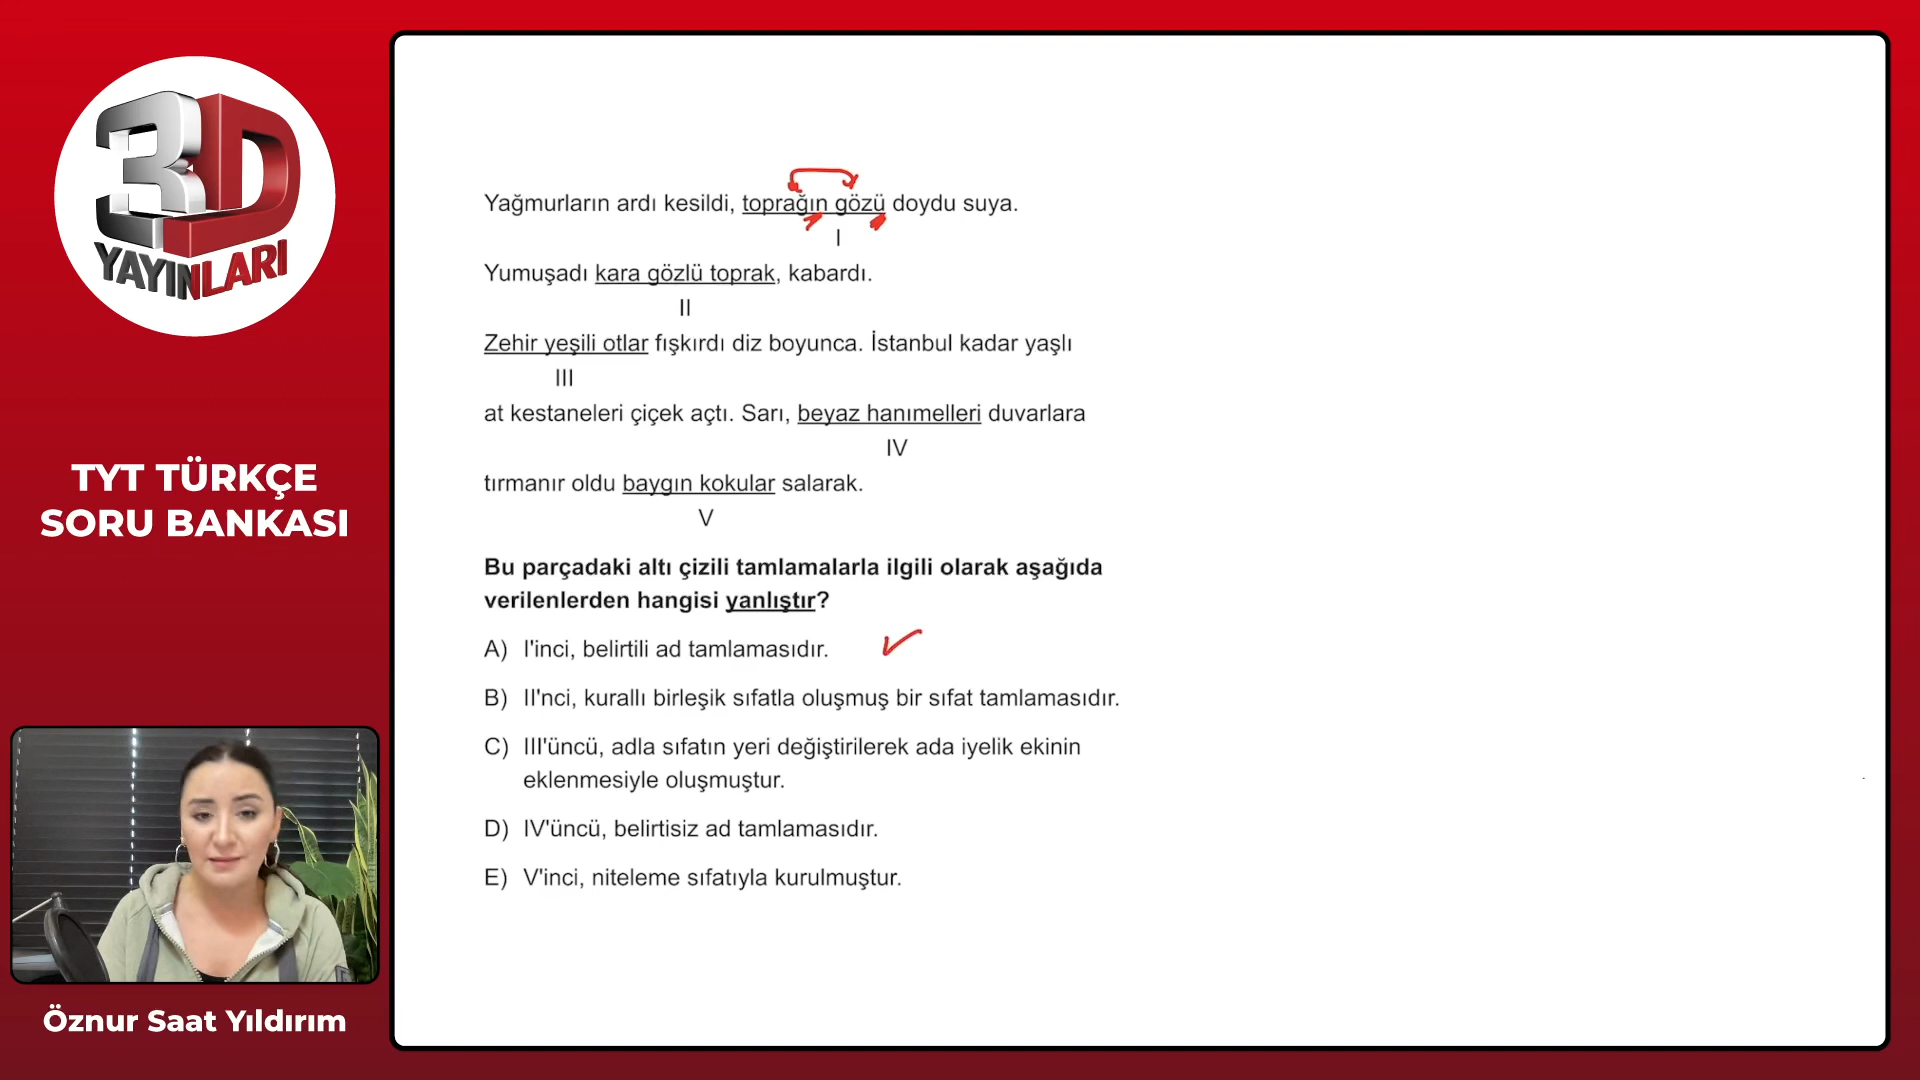 3D
YAYINLARI
TYT TÜRKÇE
SORU BANKASI
Öznur Saat Yıldırım
Yağmurların ardı kesildi, toprağın gözü doydu suya.
I
Yumuşadı kara gözlü toprak, kabardı.
II
Zehir yeşili otlar fışkırdı diz boyunca. İstanbul kadar yaşlı
III
at kestaneleri çiçek açtı. Sarı, beyaz hanımelleri duvarlara
IV
tırmanır oldu baygın kokular salarak.
V
Bu parçadaki altı çizili tamlamalarla ilgili olarak aşağıda
verilenlerden hangisi yanlıştır?
A) I'inci, belirtili ad tamlamasıdır.
B) II'nci, kurallı birleşik sıfatla oluşmuş bir sıfat tamlamasıdır.
C) III'üncü, adla sıfatın yeri değiştirilerek ada iyelik ekinin
eklenmesiyle oluşmuştur.
D) IV'üncü, belirtisiz ad tamlamasıdır.
E) V'inci, niteleme sıfatıyla kurulmuştur.